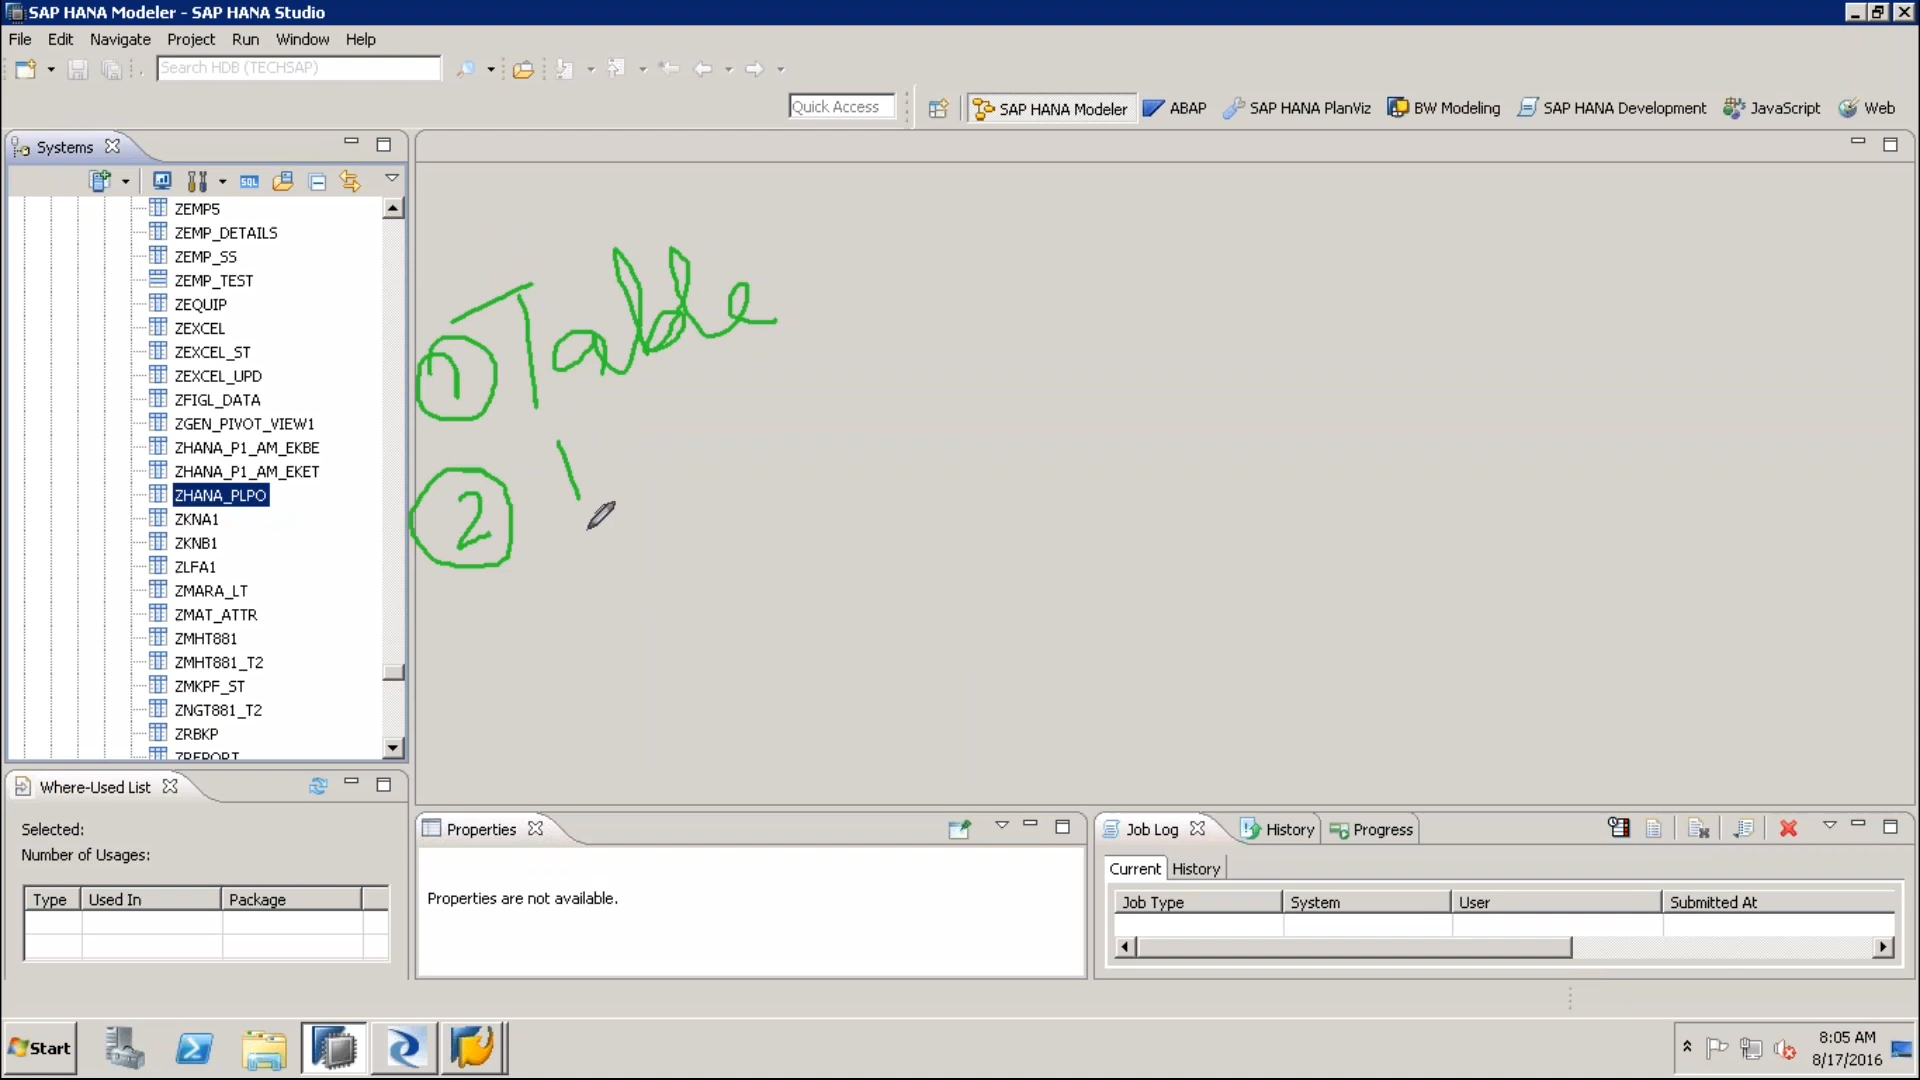 SAP HANA Modeler - SAP HANA Studio
File Edit Navigate Project Run Window Help
Search HDB (TECHSAP)
Quick Access SAP HANA Modeler ABAP SAP HANA PlanViz BW Modeling SAP HANA Development JavaScript Web
Systems
SQL
ZEMP5
ZEMP_DETAILS
ZEMP_SS
ZEMP_TEST
ZEQUIP
ZEXCEL
ZEXCEL_ST
ZEXCEL_UPD
ZFIGL_DATA
ZGEN_PIVOT_VIEW1
ZHANA_P1_AM_EKBE
ZHANA_P1_AM_EKET
ZHANA_PLPO
ZKNA1
ZKNB1
ZLFA1
ZMARA_LT
ZMAT_ATTR
ZMHT881
ZMHT881_T2
ZMKPF_ST
ZNGT881_T2
ZRBKP
ZREPORT
1 Table
2
Where-Used List
Selected:
Number of Usages:
Type Used In Package
Properties
Properties are not available.
Job Log History Progress
Current History
Job Type System User Submitted At
Start
8:05 AM
8/17/2016